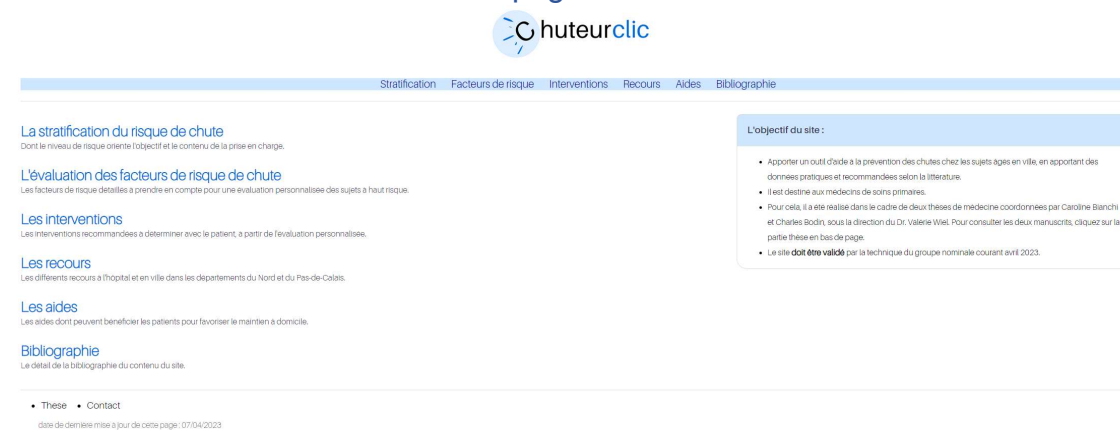 Chuteurclic
Stratification Facteurs de risque Interventions Recours Aides Bibliographie
La stratification du risque de chute
Dont le niveau de risque oriente l'objectif et le contenu de la prise en charge.
L'évaluation des facteurs de risque de chute
Les facteurs de risque détaillés à prendre en compte pour une évaluation personnalisée des sujets à haut risque.
Les interventions
Les interventions recommandées à déterminer avec le patient, à partir de l'évaluation personnalisée.
Les recours
Les différents recours à l'hôpital et en ville dans les départements du Nord et du Pas-de-Calais.
Les aides
Les aides dont peuvent bénéficier les patients pour favoriser le maintien à domicile.
Bibliographie
Le détail de la bibliographie du contenu du site.
L'objectif du site :
• Apporter un outil d'aide à la prévention des chutes chez les sujets âgés en ville, en apportant des
données pratiques et recommandées selon la littérature.
• Il est destiné aux médecins de soins primaires.
• Pour cela, il a été réalisé dans le cadre de deux thèses de médecine coordonnées par Caroline Bianchi
et Charles Bodin, sous la direction du Dr. Valérie Wiel. Pour consulter les deux manuscrits, cliquez sur la
partie thèse en bas de page.
• Le site doit être validé par la technique du groupe nominale courant avril 2023.
• These • Contact
date de dernière mise à jour de cette page : 07/04/2023